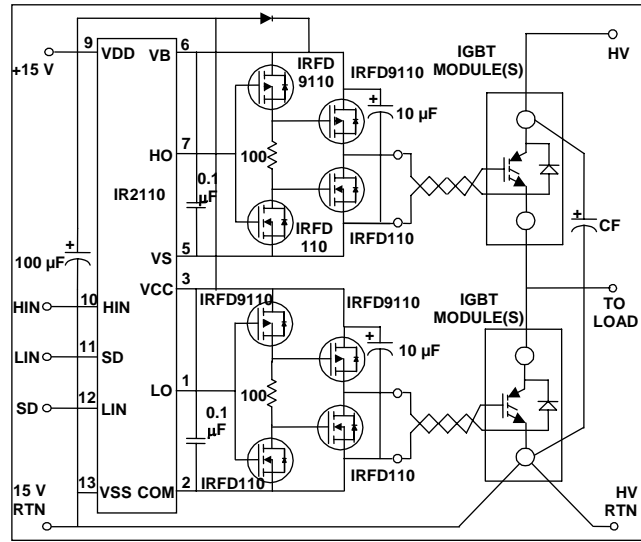 +15 V
9
VDD
VB
6
IRFD
9110
IRFD9110
+
10 µF
IGBT
MODULE(S)
HV
HO
7
100
IR2110
0.1
µF
IRFD
110
IRFD110
VS
5
+
100 µF
+
CF
VCC
3
IRFD9110
IRFD9110
HIN
10
HIN
IGBT
MODULE(S)
TO
LOAD
LIN
11
SD
+
10 µF
LO
1
100
SD
12
LIN
0.1
µF
IRFD110
IRFD110
15 V
RTN
13
VSS
COM
2
HV
RTN